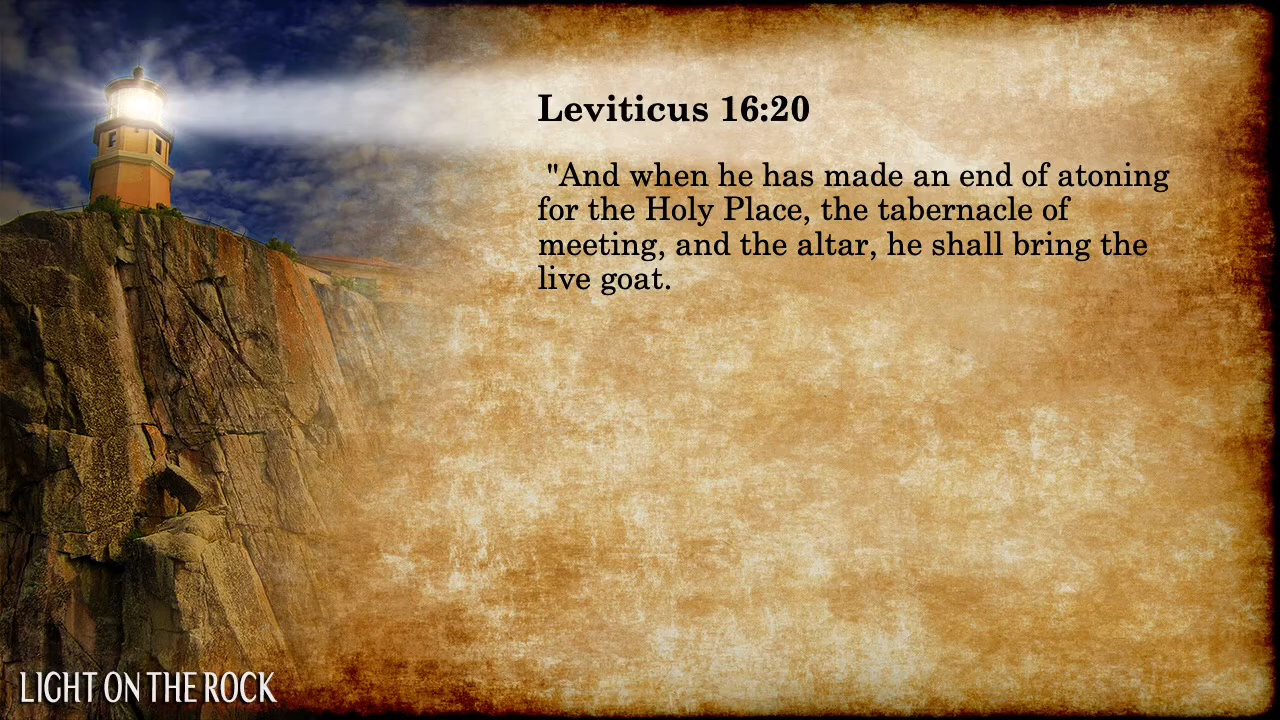 Leviticus 16:20
"And when he has made an end of atoning
for the Holy Place, the tabernacle of
meeting, and the altar, he shall bring the
live goat.
LIGHT ON THE ROCK